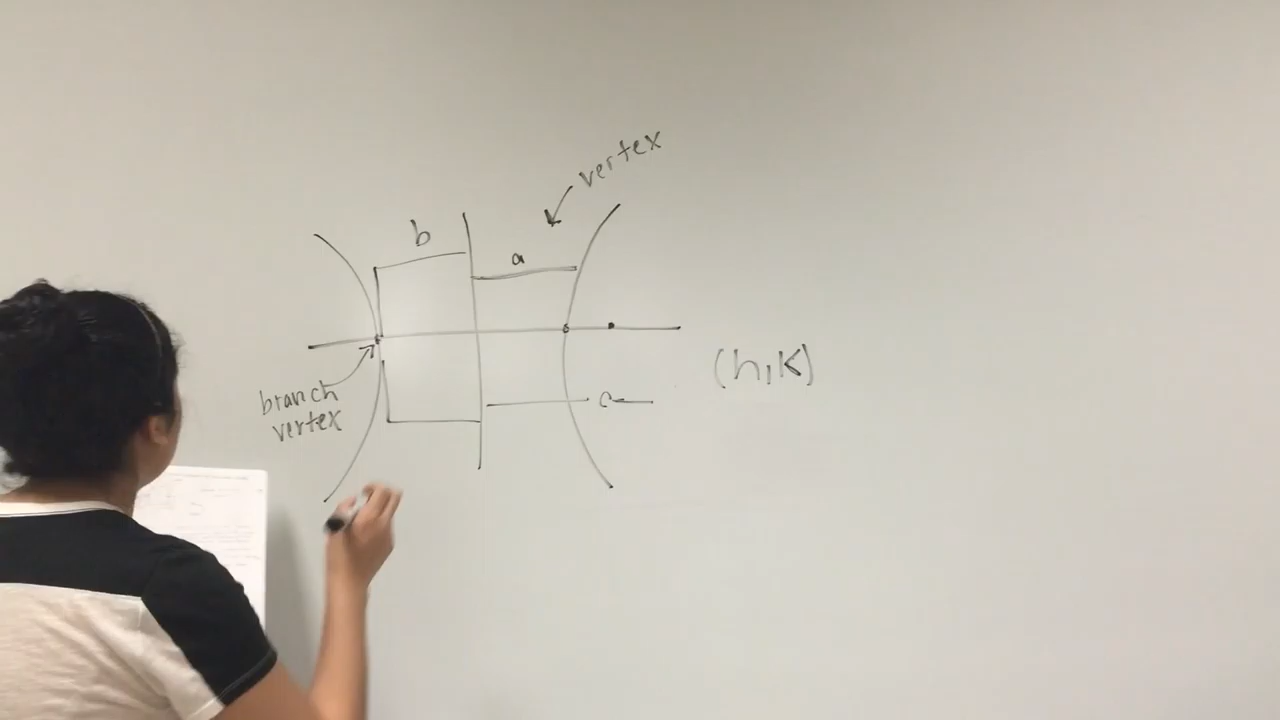 vertex
b
a
(h,k)
c
branch
vertex